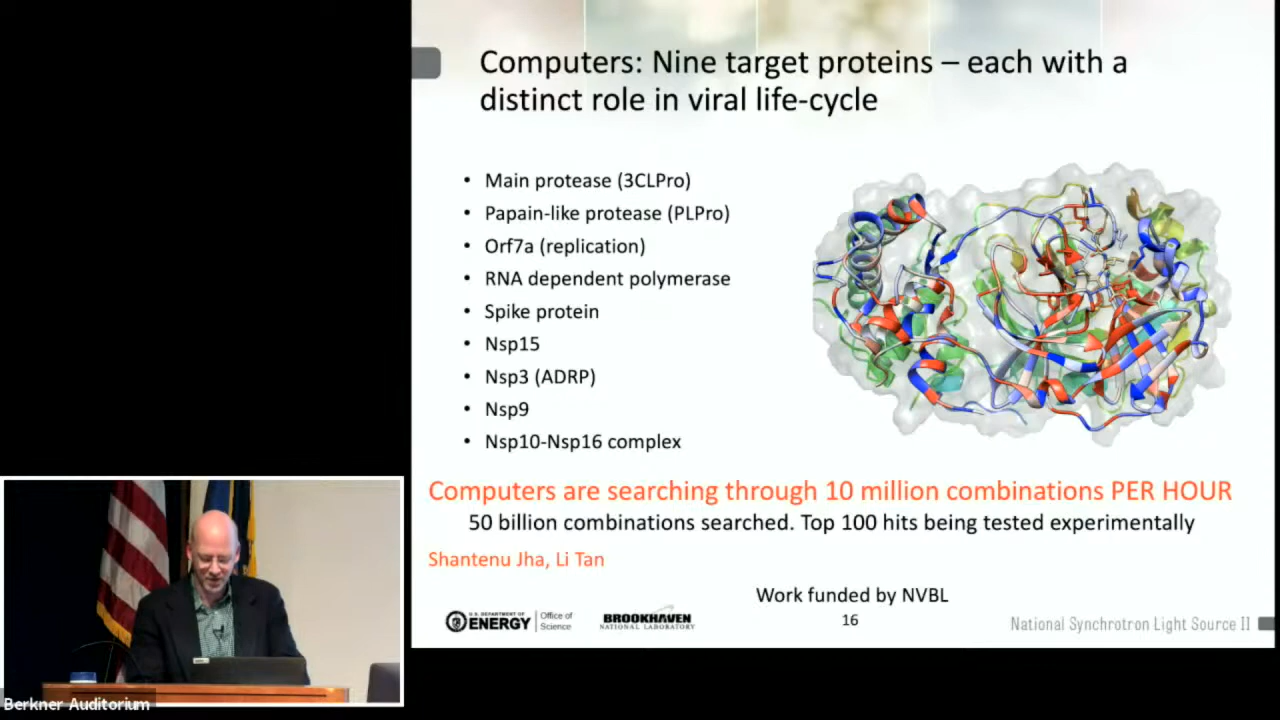 Computers: Nine target proteins – each with a
distinct role in viral life-cycle
• Main protease (3CLPro)
• Papain-like protease (PLPro)
• Orf7a (replication)
• RNA dependent polymerase
• Spike protein
• Nsp15
• Nsp3 (ADRP)
• Nsp9
• Nsp10-Nsp16 complex
Computers are searching through 10 million combinations PER HOUR
50 billion combinations searched. Top 100 hits being tested experimentally
Shantenu Jha, Li Tan
Work funded by NVBL
U.S. DEPARTMENT OF
ENERGY
Office of
Science
BROOKHAVEN
NATIONAL LABORATORY
16
National Synchrotron Light Source II
Berkner Auditorium